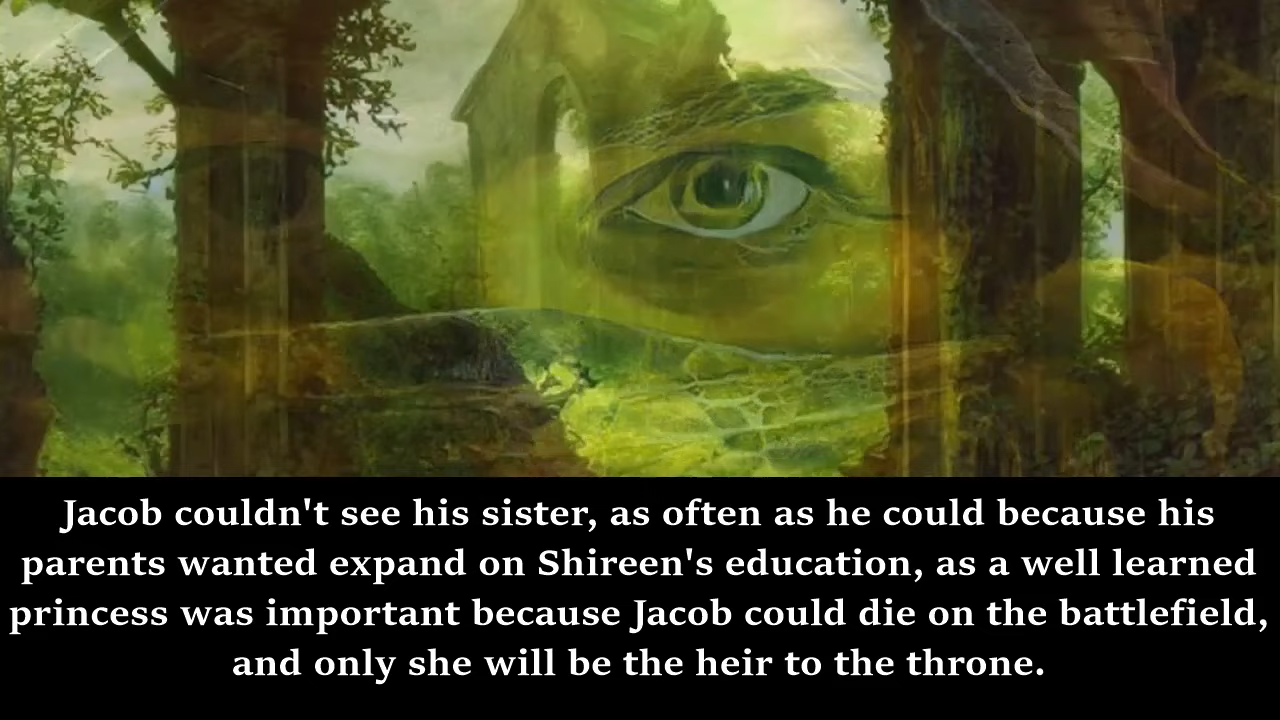 Jacob couldn't see his sister, as often as he could because his
parents wanted expand on Shireen's education, as a well learned
princess was important because Jacob could die on the battlefield,
and only she will be the heir to the throne.